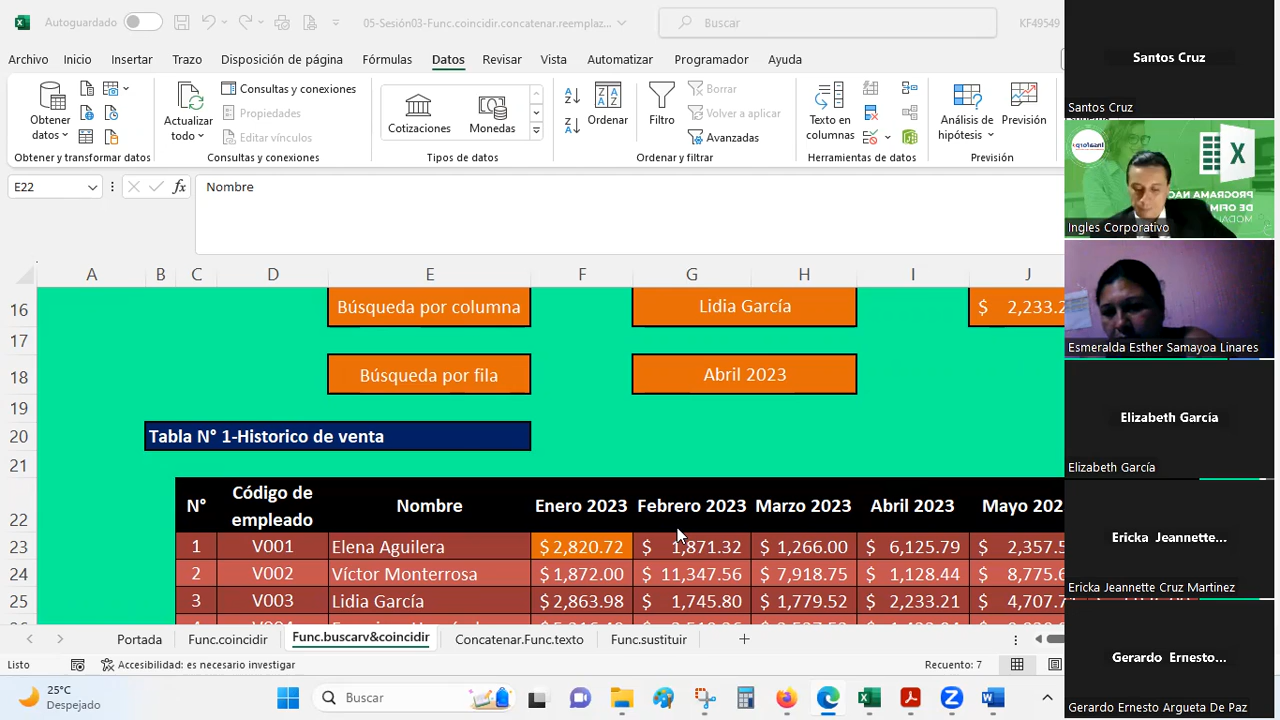 Autoguardado
05-Sesión03-Func.coincidir.concatenar.reemplaz...
Buscar
KF49549
Archivo Inicio Insertar Trazo Disposición de página Fórmulas Datos Revisar Vista Automatizar Programador Ayuda
Obtener datos
Consultas y conexiones
Propiedades
Editar vínculos
Actualizar todo
Cotizaciones
Monedas
Ordenar
Filtro
Borrar
Volver a aplicar
Avanzadas
Texto en columnas
Análisis de hipótesis
Previsión
Obtener y transformar datos
Consultas y conexiones
Tipos de datos
Ordenar y filtrar
Herramientas de datos
Previsión
E22
fx
Nombre
A B C D E F G H I J
16 Búsqueda por columna Lidia García $ 2,233.2
17
18 Búsqueda por fila Abril 2023
19
20 Tabla N° 1-Historico de venta
21
22 N° Código de empleado Nombre Enero 2023 Febrero 2023 Marzo 2023 Abril 2023 Mayo 202
23 1 V001 Elena Aguilera $ 2,820.72 $ 1,871.32 $ 1,266.00 $ 6,125.79 $ 2,357.5
24 2 V002 Víctor Monterrosa $ 1,872.00 $ 11,347.56 $ 7,918.75 $ 1,128.44 $ 8,775.6
25 3 V003 Lidia García $ 2,863.98 $ 1,745.80 $ 1,779.52 $ 2,233.21 $ 4,707.7
Portada Func.coincidir Func.buscarv&coincidir Concatenar.Func.texto Func.sustituir
Listo
Accesibilidad: es necesario investigar
Recuento: 7
25°C
Despejado
Buscar
Santos Cruz
Santos Cruz
PROGRAMA NAC
DE OFIM
MODAL
Ingles Corporativo
Esmeralda Esther Samayoa Linares
Elizabeth García
Elizabeth García
Ericka Jeannette...
Ericka Jeannette Cruz Martinez
Gerardo Ernesto...
Gerardo Ernesto Argueta De Paz